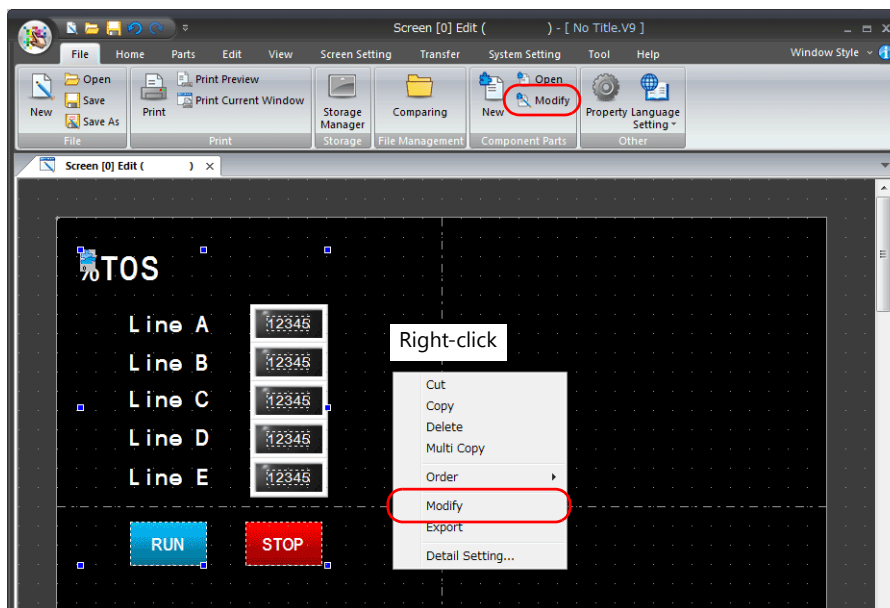 Screen [0] Edit ( ) - [ No Title.V9 ]
File Home Parts Edit View Screen Setting Transfer System Setting Tool Help Window Style
New
Open
Save
Save As
File
Print
Print Preview
Print Current Window
Print
Storage Manager
Storage
Comparing
File Management
New
Open
Modify
Component Parts
Property
Language Setting
Other
Screen [0] Edit ( ) x
%TOS
Line A 12345
Line B 12345
Line C 12345
Line D 12345
Line E 12345
RUN STOP
Right-click
Cut
Copy
Delete
Multi Copy
Order
Modify
Export
Detail Setting...